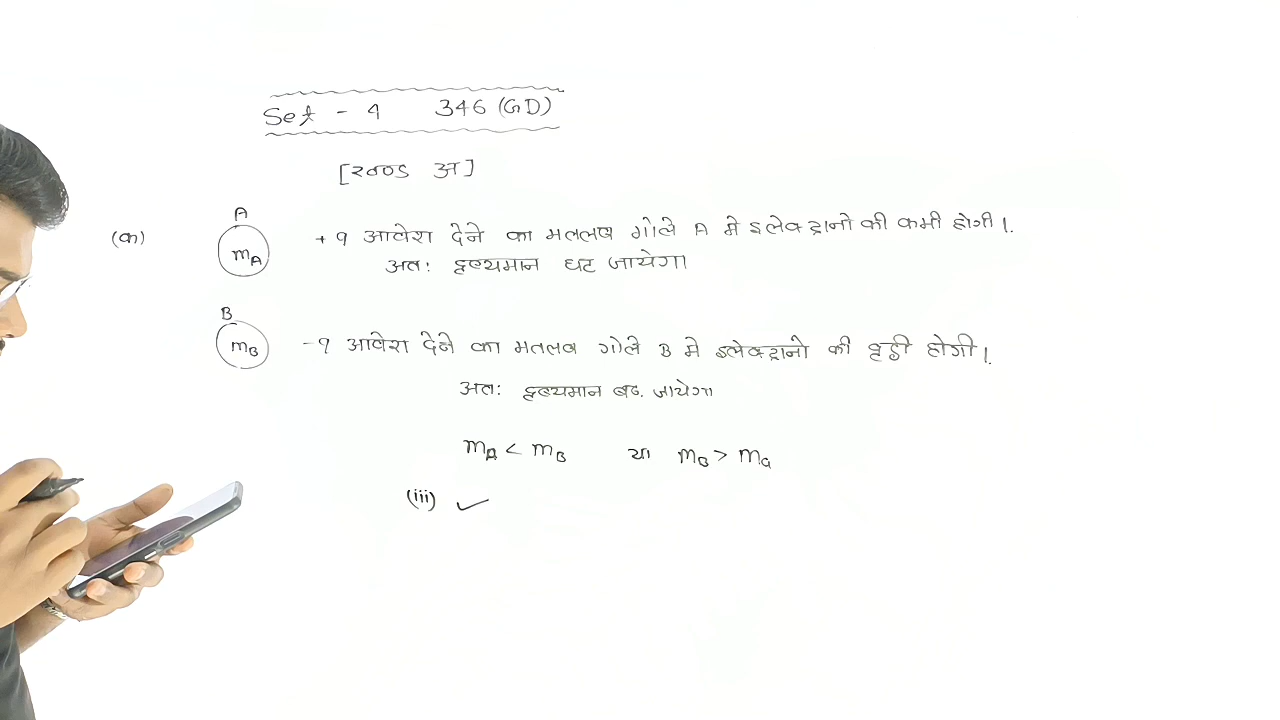 Set - 4 346 (GD)
[खण्ड अ]
(क)
A
mA
+q आवेश देने का मतलब गोले A मे इलेक्ट्रानो की कमी होगी।
अतः द्रव्यमान घट जायेगा
B
mB
-q आवेश देने का मतलब गोले B मे इलेक्ट्रानो की वृद्दी होगी।
अतः द्रव्यमान बढ. जायेगा
mA < mB या mB > mA
(iii) ✓